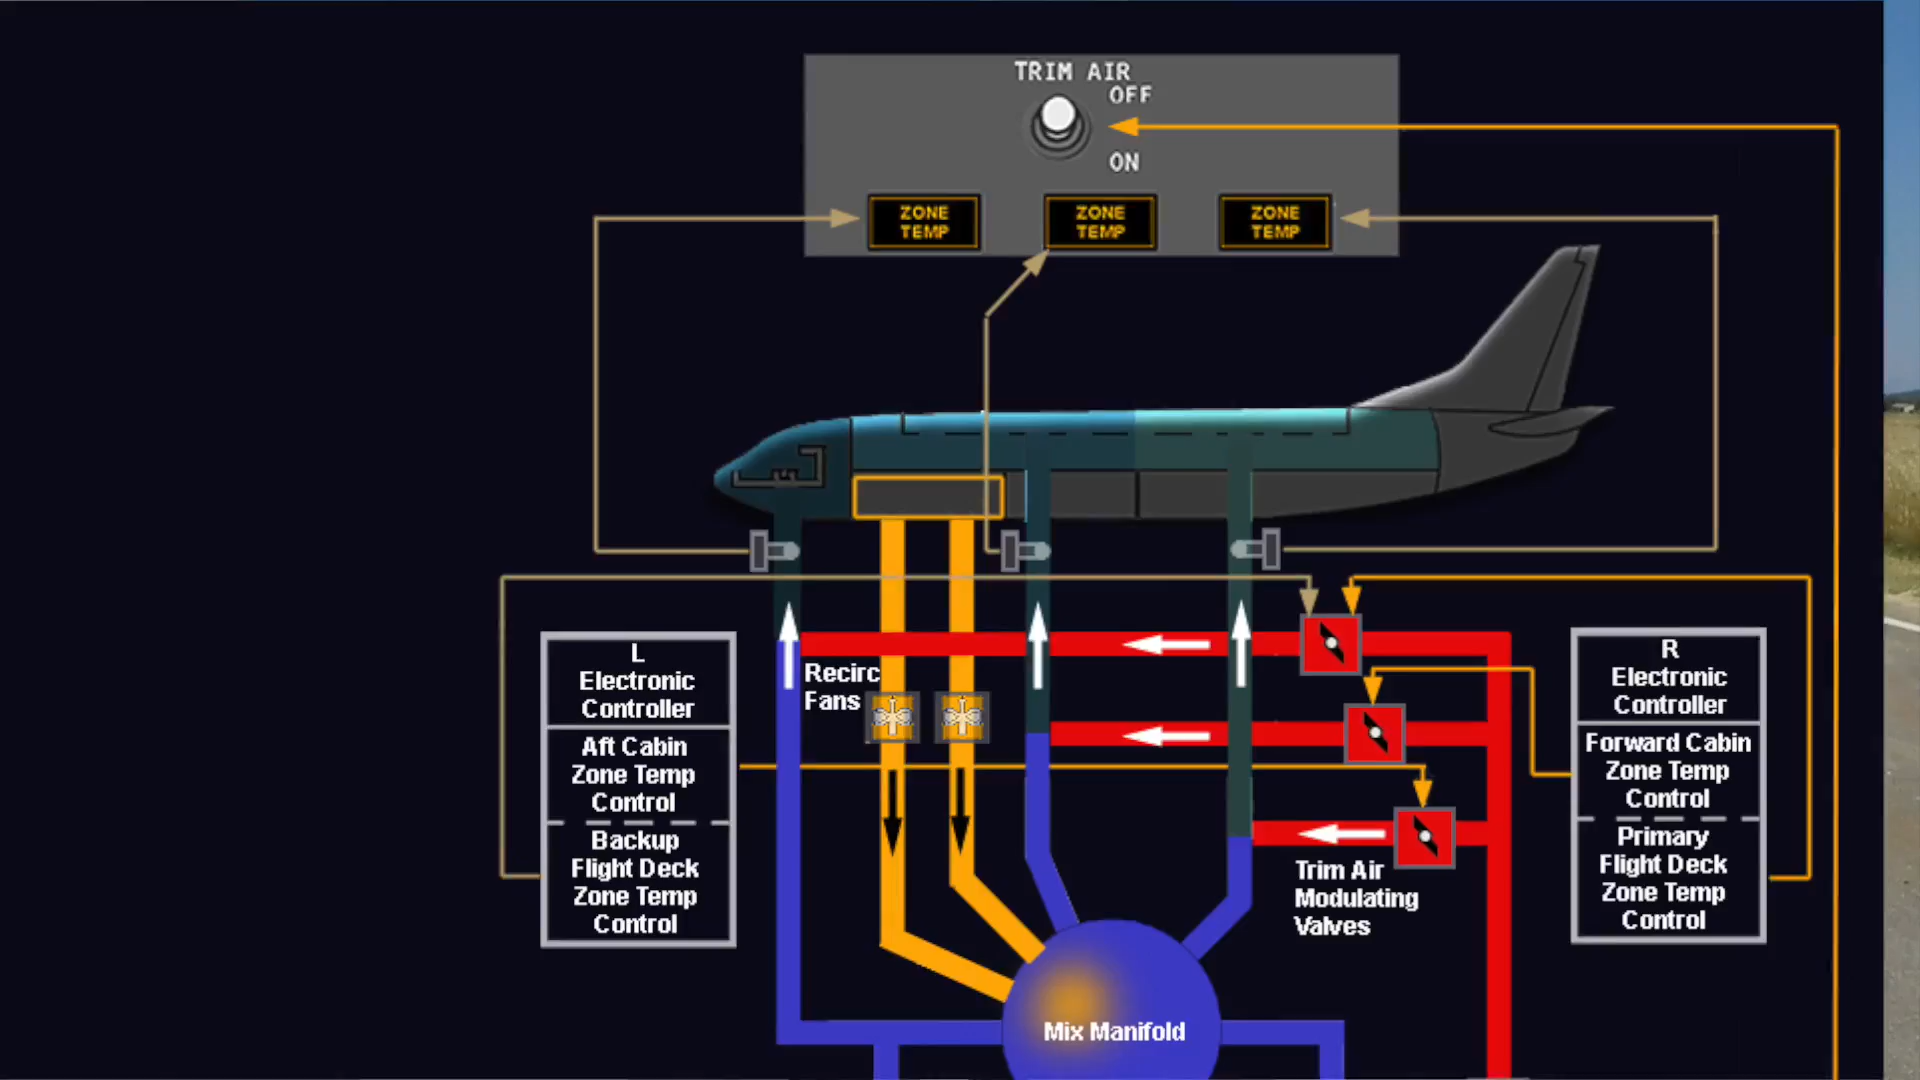 TRIM AIR
OFF
ON
ZONE
TEMP
ZONE
TEMP
ZONE
TEMP
L
Electronic
Controller
Aft Cabin
Zone Temp
Control
Backup
Flight Deck
Zone Temp
Control
Recirc
Fans
R
Electronic
Controller
Forward Cabin
Zone Temp
Control
Primary
Flight Deck
Zone Temp
Control
Trim Air
Modulating
Valves
Mix Manifold